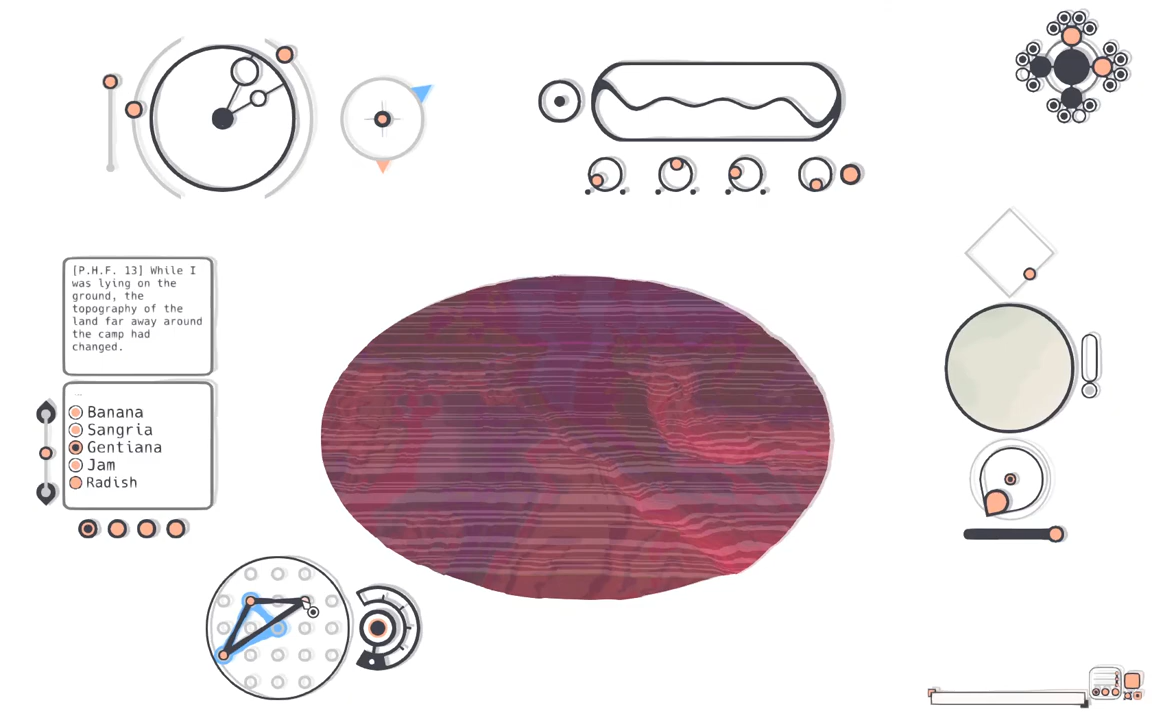 [P.H.F. 13] While I
was lying on the
ground, the
topography of the
land far away around
the camp had
changed.
...
Banana
Sangria
Gentiana
Jam
Radish